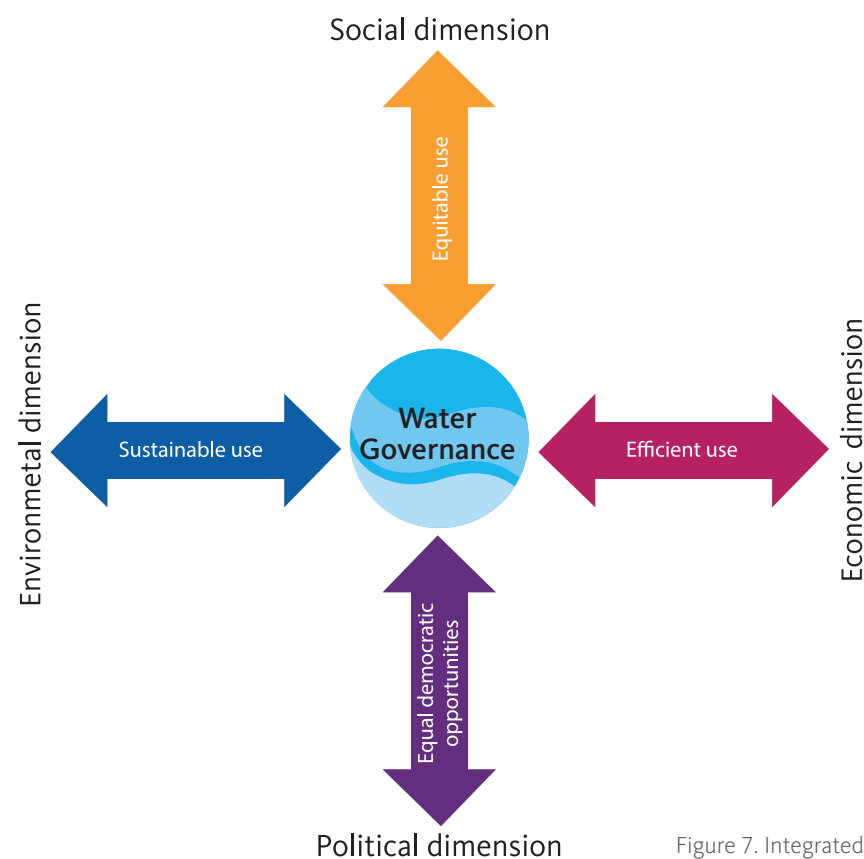 Social dimension
Equitable use
Environmetal dimension
Sustainable use
Water
Governance
Efficient use
Economic dimension
Equal democratic
opportunities
Political dimension
Figure 7. Integrated